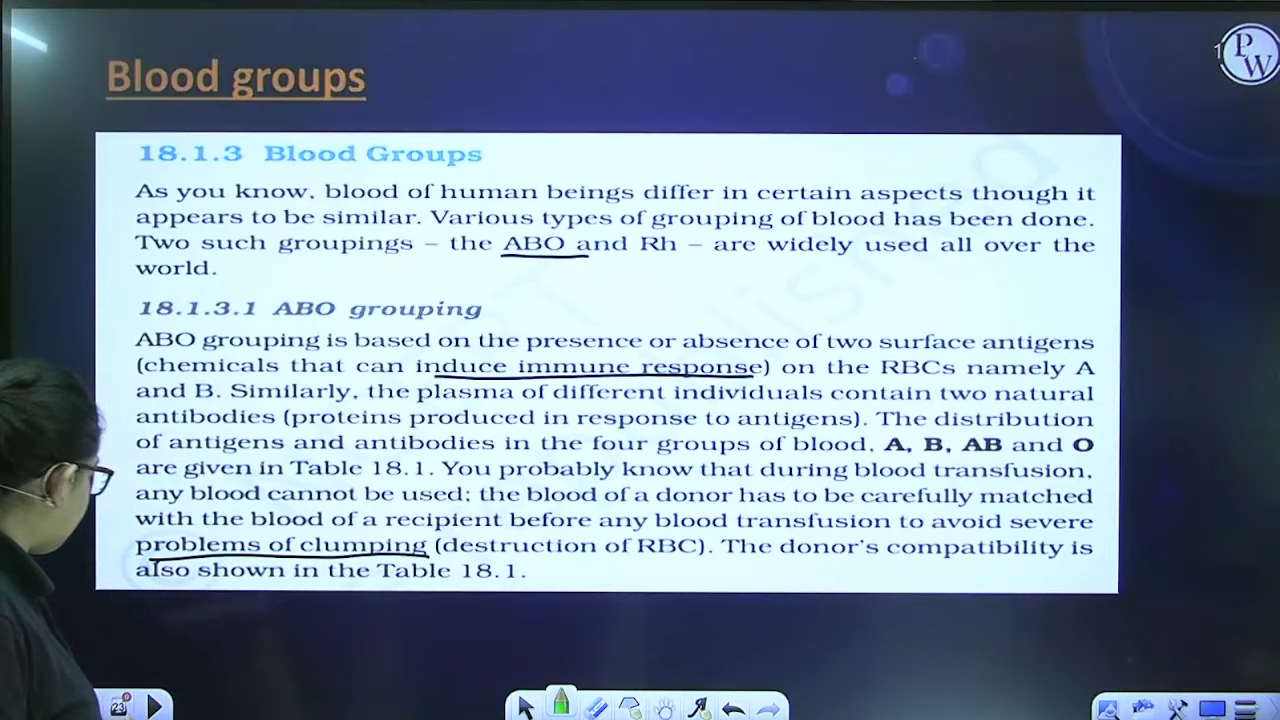 Blood groups
1
P
W
18.1.3 Blood Groups
As you know, blood of human beings differ in certain aspects though it
appears to be similar. Various types of grouping of blood has been done.
Two such groupings – the ABO and Rh – are widely used all over the
world.
18.1.3.1 ABO grouping
ABO grouping is based on the presence or absence of two surface antigens
(chemicals that can induce immune response) on the RBCs namely A
and B. Similarly, the plasma of different individuals contain two natural
antibodies (proteins produced in response to antigens). The distribution
of antigens and antibodies in the four groups of blood, A, B, AB and O
are given in Table 18.1. You probably know that during blood transfusion,
any blood cannot be used; the blood of a donor has to be carefully matched
with the blood of a recipient before any blood transfusion to avoid severe
problems of clumping (destruction of RBC). The donor's compatibility is
also shown in the Table 18.1.
23